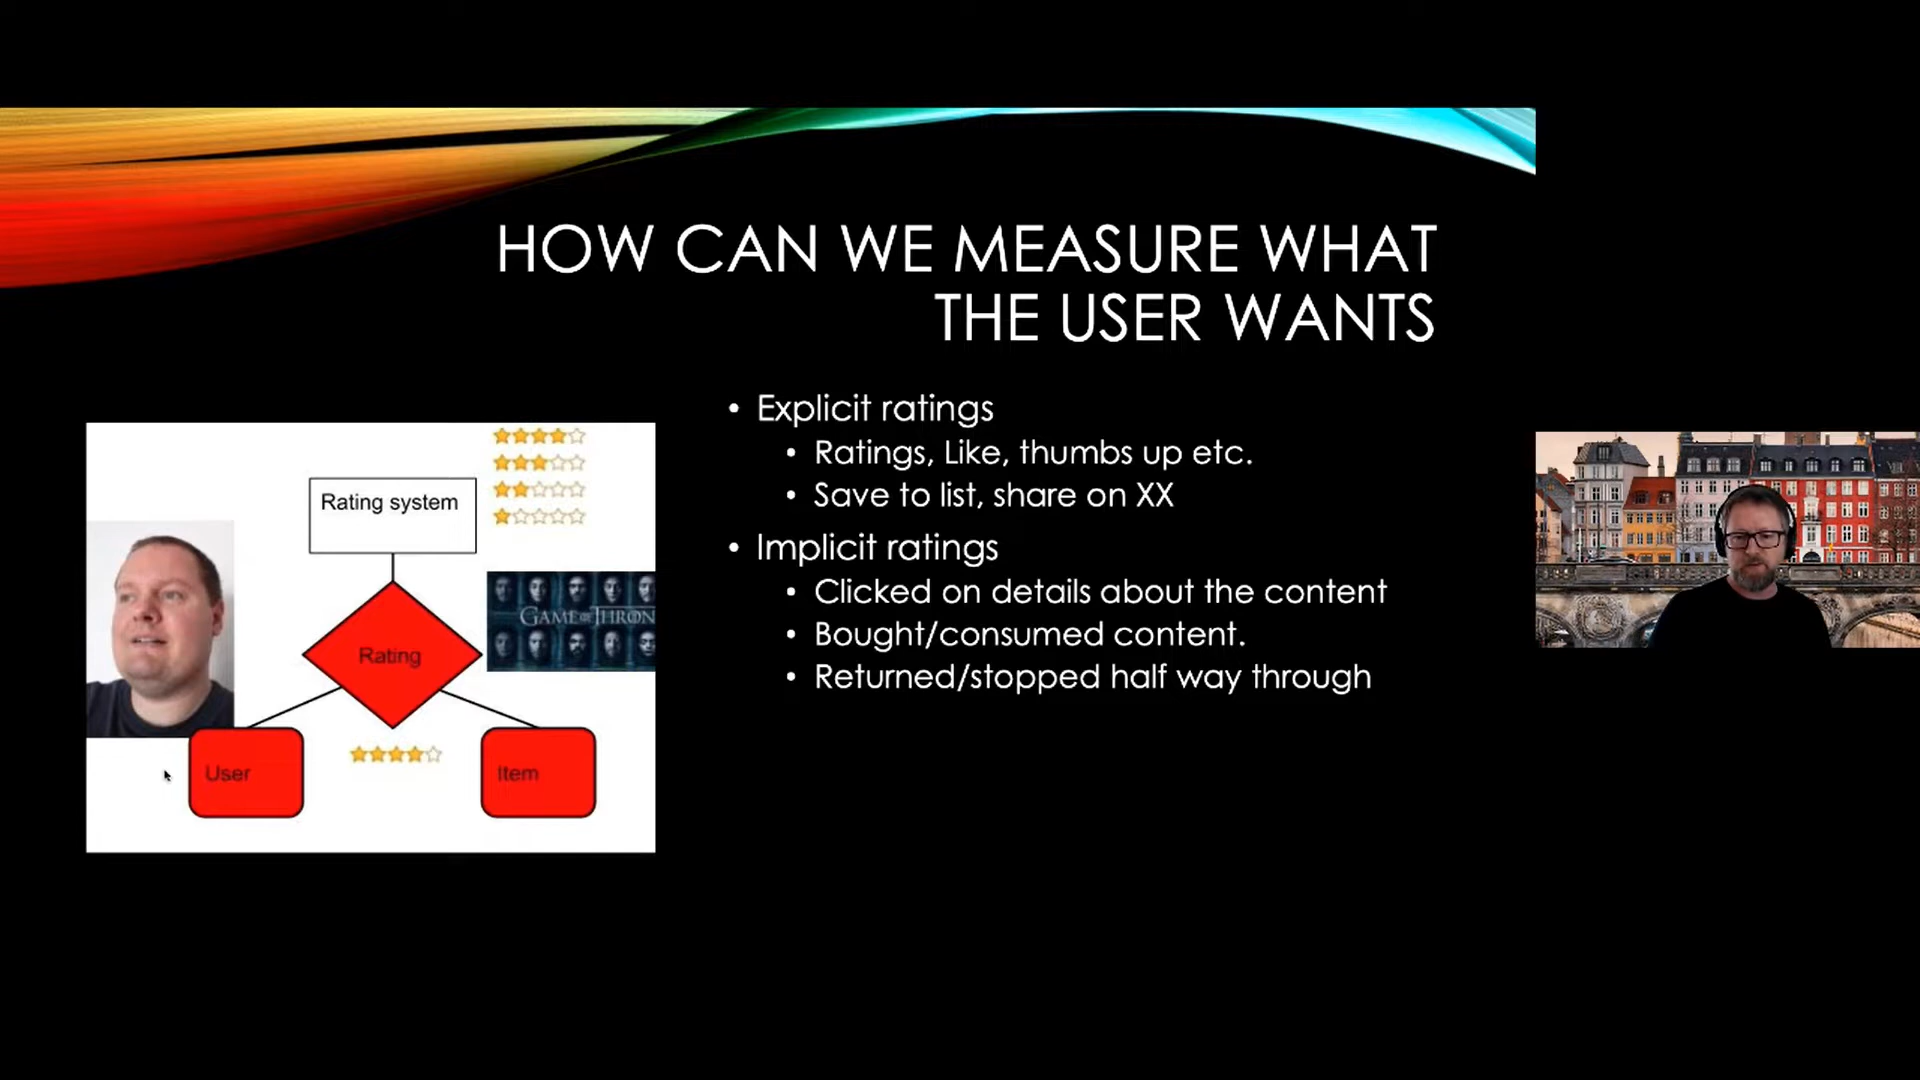 HOW CAN WE MEASURE WHAT
THE USER WANTS
Rating system
GAME OF THRON
Rating
User
Item
• Explicit ratings
• Ratings, Like, thumbs up etc.
• Save to list, share on XX
• Implicit ratings
• Clicked on details about the content
• Bought/consumed content.
• Returned/stopped half way through